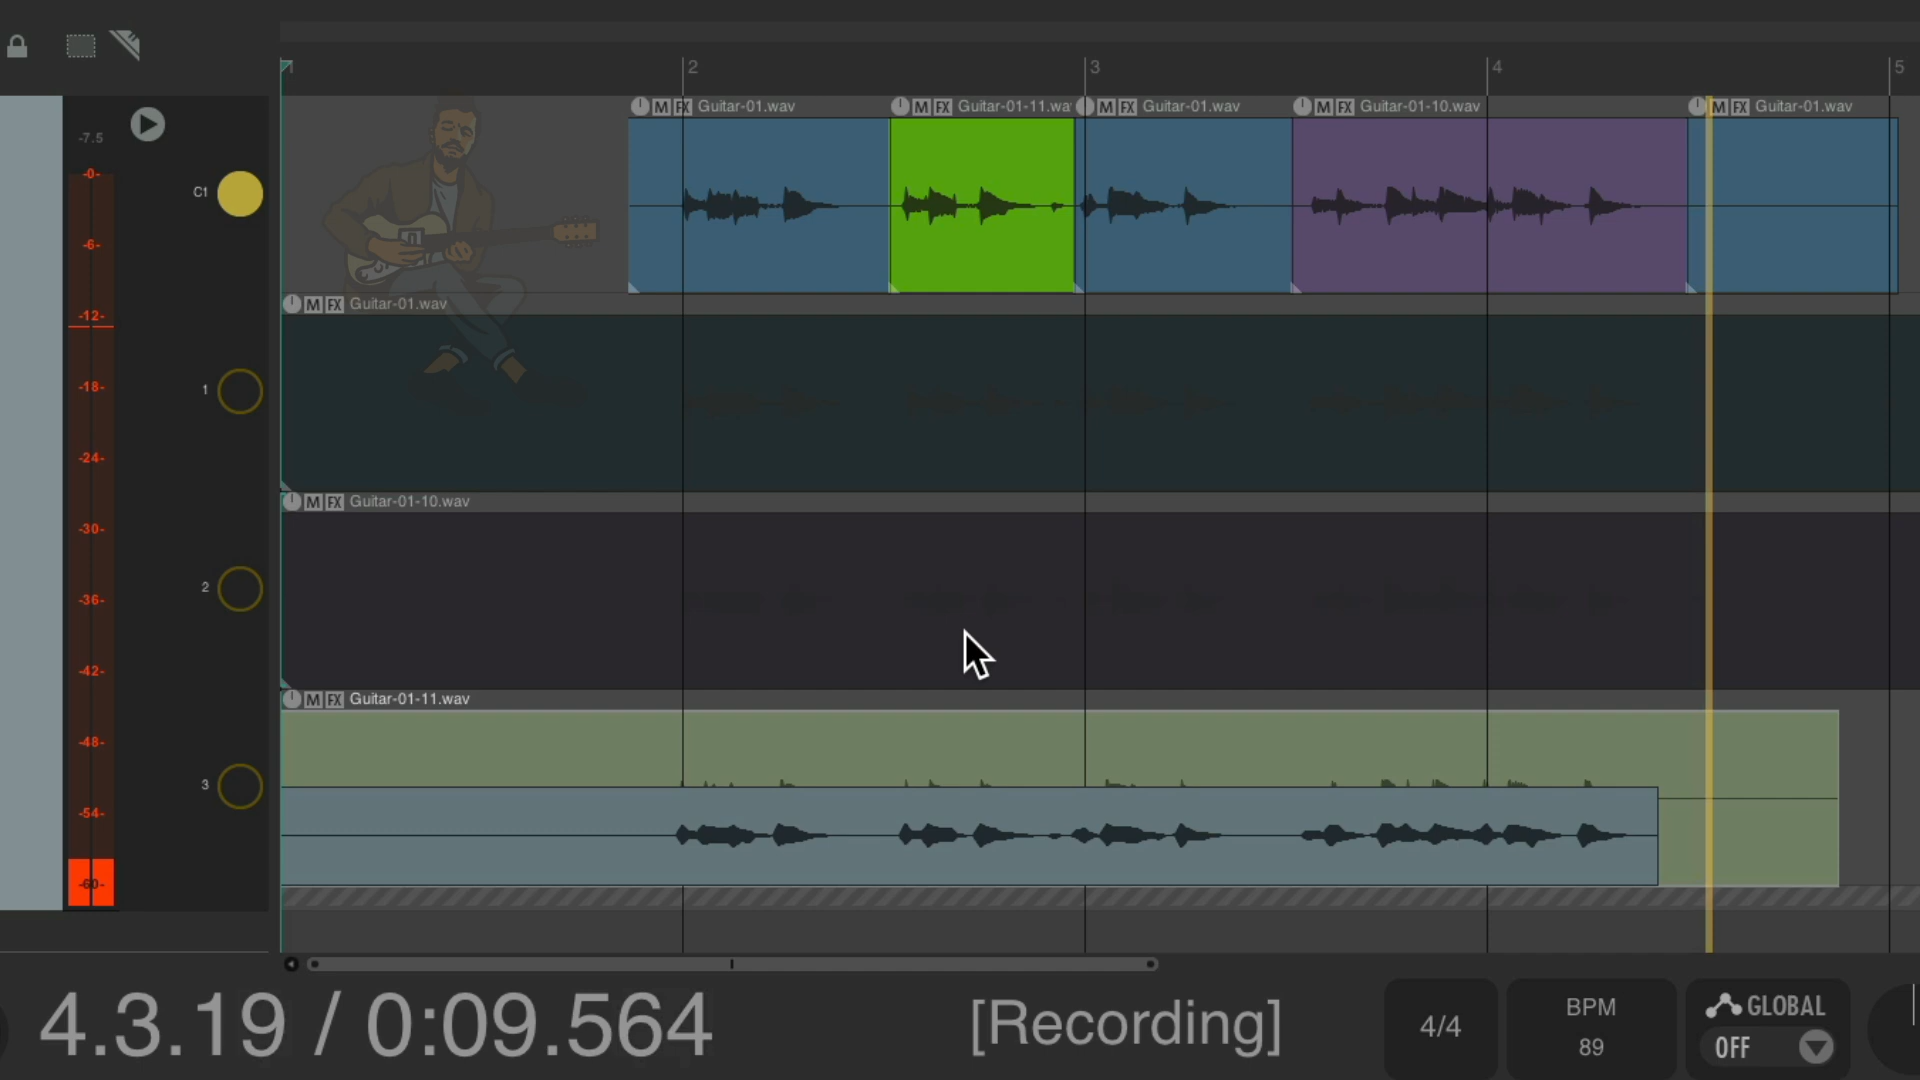 1 2 3 4 5
M FX Guitar-01.wav M FX Guitar-01-11.wa M FX Guitar-01.wav M FX Guitar-01-10.wav M FX Guitar-01.wav
-7.5
-0-
C1
-6-
M FX Guitar-01.wav
-12-
-18-
1
-24-
M FX Guitar-01-10.wav
-30-
2
-36-
-42-
M FX Guitar-01-11.wav
-48-
3
-54-
-60-
4.3.19 / 0:09.564
[Recording]
4/4
BPM
89
GLOBAL
OFF